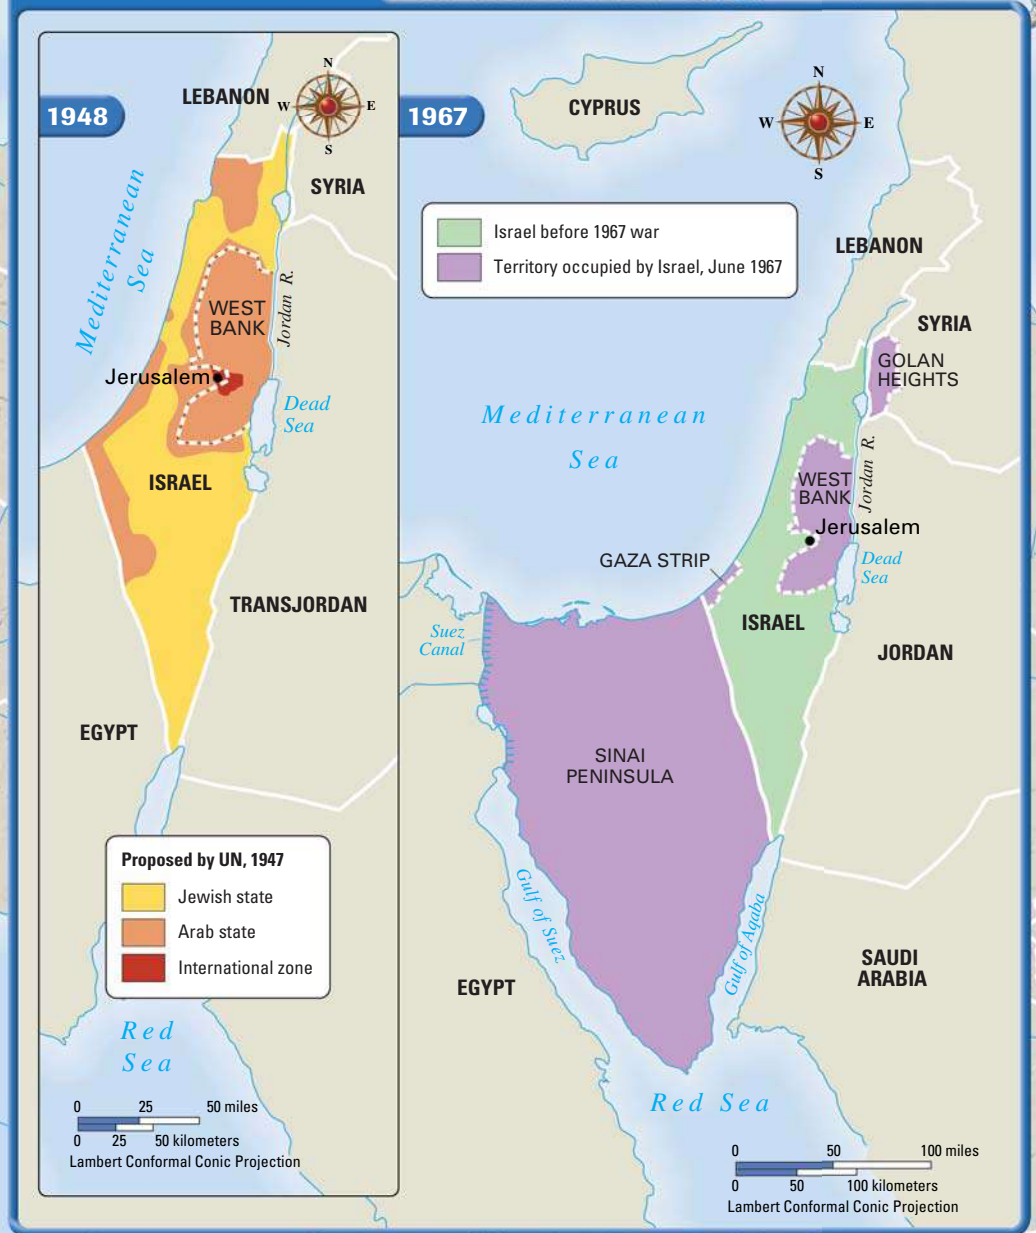 1948
LEBANON
N
W
E
S
SYRIA
Mediterranean
Sea
WEST
BANK
Jordan R.
Jerusalem
Dead
Sea
ISRAEL
TRANSJORDAN
EGYPT
Proposed by UN, 1947
Jewish state
Arab state
International zone
Red
Sea
0 25 50 miles
0 25 50 kilometers
Lambert Conformal Conic Projection
1967
CYPRUS
N
W
E
S
Israel before 1967 war
Territory occupied by Israel, June 1967
LEBANON
SYRIA
GOLAN
HEIGHTS
Mediterranean
Sea
WEST
BANK
Jordan R.
Jerusalem
GAZA STRIP
Dead
Sea
ISRAEL
Suez
Canal
JORDAN
SINAI
PENINSULA
Gulf of Suez
Gulf of Aqaba
EGYPT
SAUDI
ARABIA
Red Sea
0 50 100 miles
0 50 100 kilometers
Lambert Conformal Conic Projection